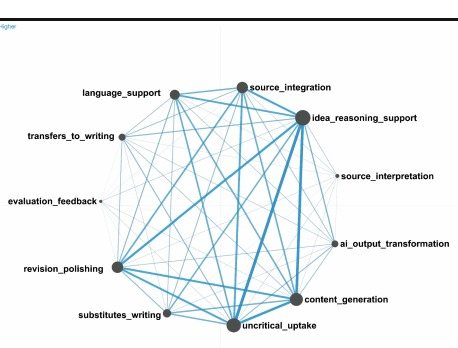 Higher
language_support
source_integration
idea_reasoning_support
transfers_to_writing
source_interpretation
evaluation_feedback
ai_output_transformation
revision_polishing
content_generation
substitutes_writing
uncritical_uptake